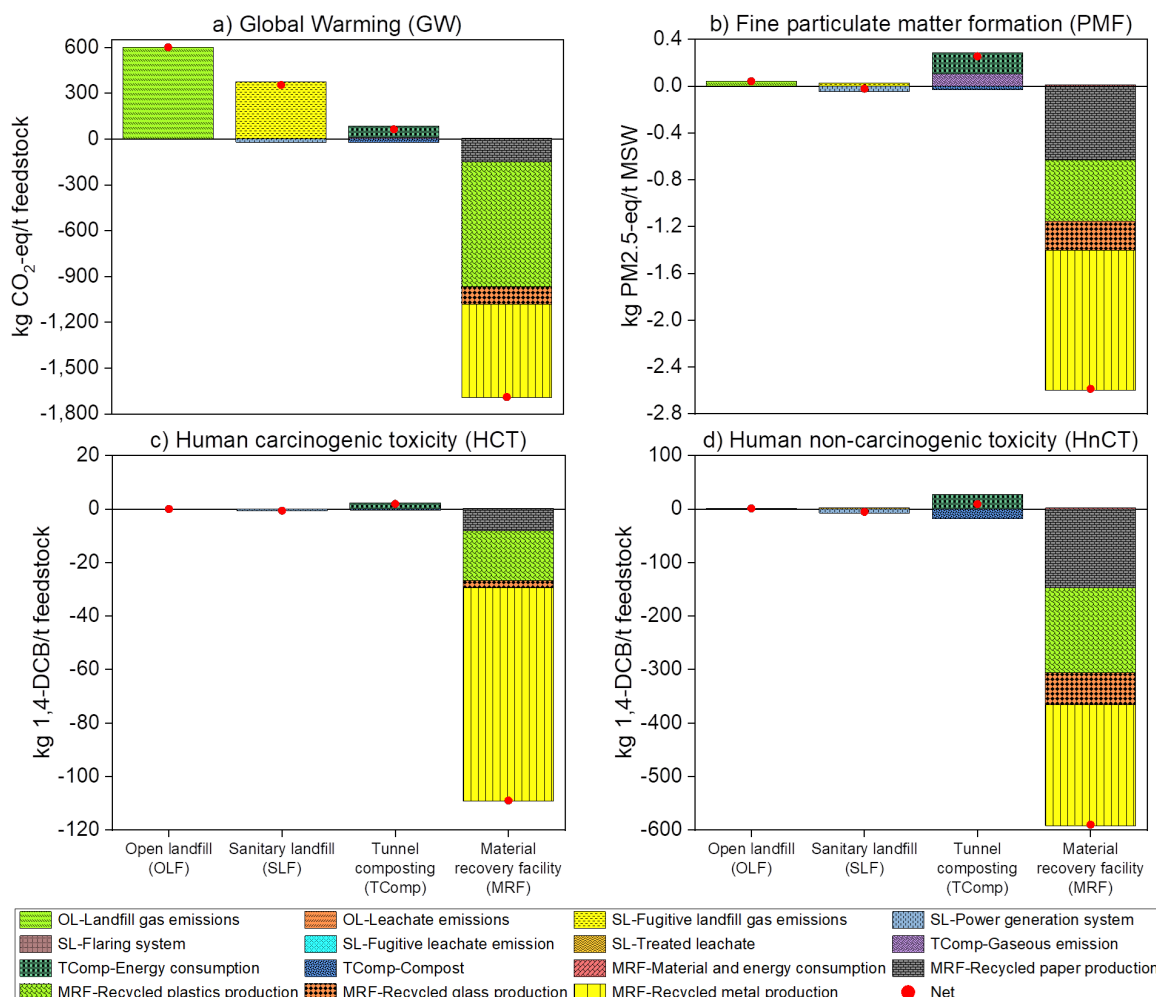 a) Global Warming (GW)
kg CO₂-eq/t feedstock
600
300
0
-300
-600
-900
-1,200
-1,500
-1,800
b) Fine particulate matter formation (PMF)
kg PM2.5-eq/t MSW
0.4
0.0
-0.4
-0.8
-1.2
-1.6
-2.0
-2.4
-2.8
c) Human carcinogenic toxicity (HCT)
kg 1,4-DCB/t feedstock
20
0
-20
-40
-60
-80
-100
-120
Open landfill
(OLF)
Sanitary landfill
(SLF)
Tunnel
composting
(TComp)
Material
recovery facility
(MRF)
d) Human non-carcinogenic toxicity (HnCT)
kg 1,4-DCB/t feedstock
100
0
-100
-200
-300
-400
-500
-600
Open landfill
(OLF)
Sanitary landfill
(SLF)
Tunnel
composting
(TComp)
Material
recovery facility
(MRF)
OL-Landfill gas emissions
OL-Leachate emissions
SL-Fugitive landfill gas emissions
SL-Power generation system
SL-Flaring system
SL-Fugitive leachate emission
SL-Treated leachate
TComp-Gaseous emission
TComp-Energy consumption
TComp-Compost
MRF-Material and energy consumption
MRF-Recycled paper production
MRF-Recycled plastics production
MRF-Recycled glass production
MRF-Recycled metal production
Net